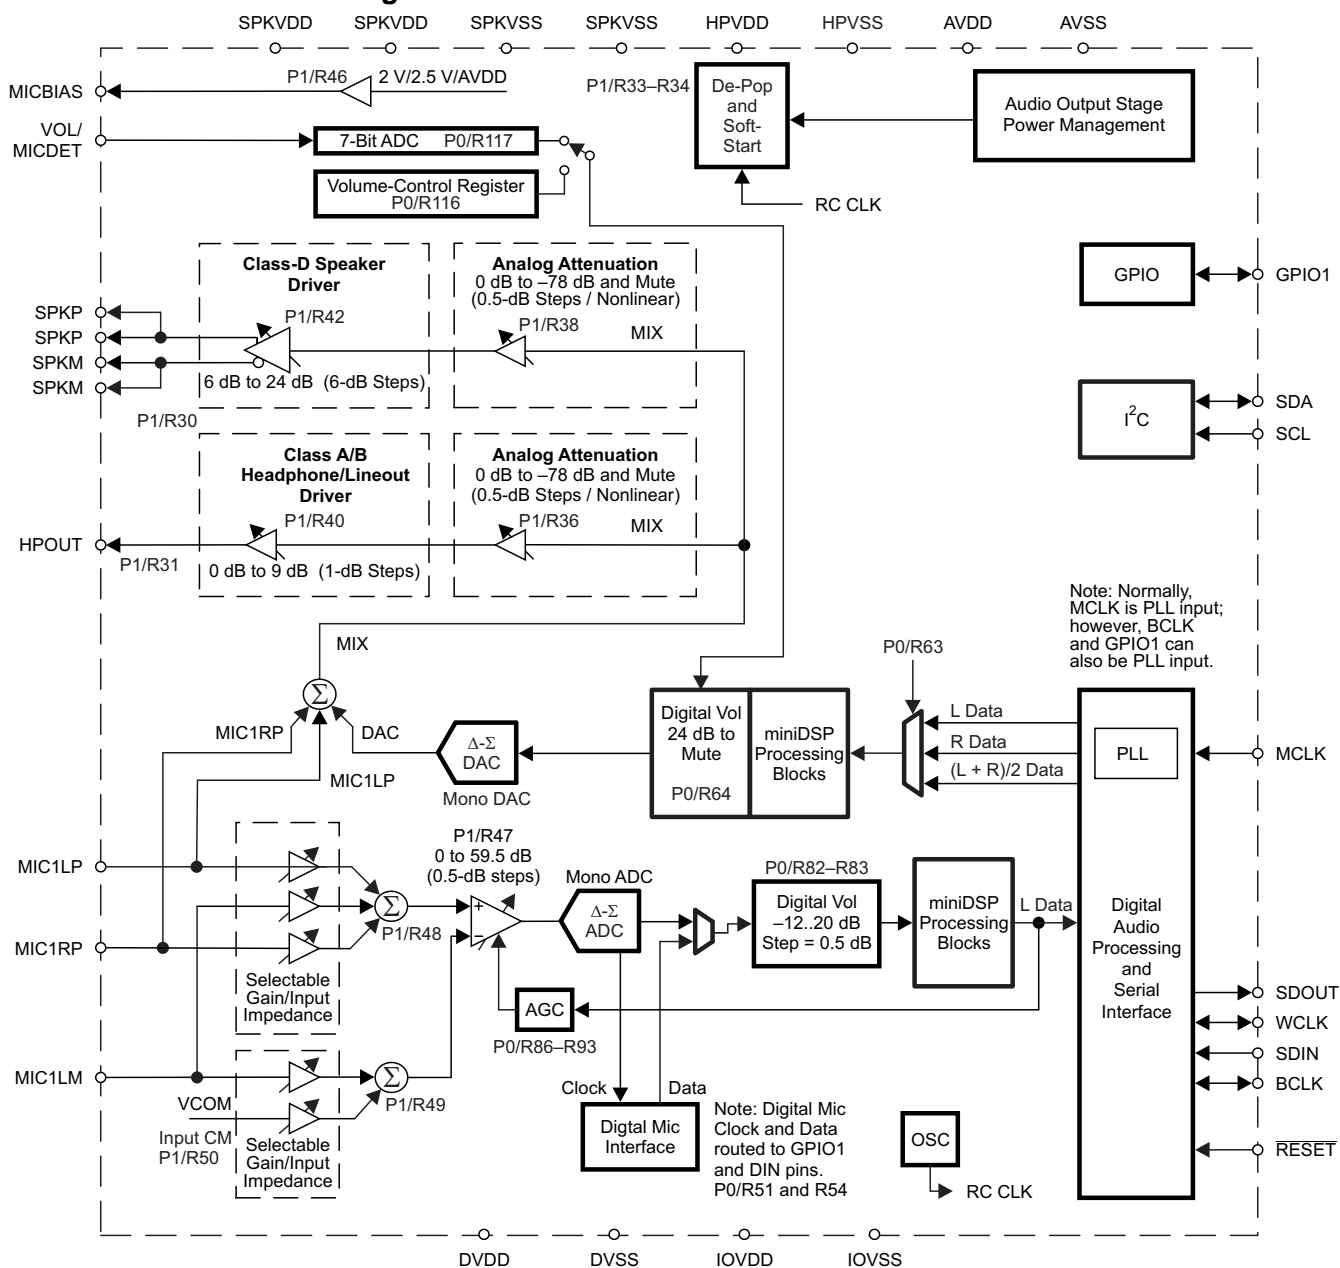 SPKVDD SPKVDD SPKVSS SPKVSS HPVDD HPVSS AVDD AVSS
MICBIAS
P1/R46
2 V/2.5 V/AVDD
P1/R33–R34
De-Pop
and
Soft-
Start
Audio Output Stage
Power Management
VOL/
MICDET
7-Bit ADC P0/R117
Volume-Control Register
P0/R116
RC CLK
Class-D Speaker
Driver
P1/R42
6 dB to 24 dB (6-dB Steps)
Analog Attenuation
0 dB to –78 dB and Mute
(0.5-dB Steps / Nonlinear)
P1/R38
MIX
GPIO
GPIO1
SPKP
SPKP
SPKM
SPKM
P1/R30
I2C
SDA
SCL
Class A/B
Headphone/Lineout
Driver
P1/R40
0 dB to 9 dB (1-dB Steps)
Analog Attenuation
0 dB to –78 dB and Mute
(0.5-dB Steps / Nonlinear)
P1/R36
MIX
HPOUT
P1/R31
Note: Normally,
MCLK is PLL input;
however, BCLK
and GPIO1 can
also be PLL input.
MIX
Σ
MIC1RP
DAC
MIC1LP
Δ-Σ
DAC
Mono DAC
Digital Vol
24 dB to
Mute
P0/R64
miniDSP
Processing
Blocks
P0/R63
L Data
R Data
(L + R)/2 Data
PLL
MCLK
MIC1LP
MIC1RP
Σ
P1/R48
Selectable
Gain/Input
Impedance
P1/R47
0 to 59.5 dB
(0.5-dB steps)
+
–
Mono ADC
Δ-Σ
ADC
P0/R82–R83
Digital Vol
–12..20 dB
Step = 0.5 dB
miniDSP
Processing
Blocks
L Data
Digital
Audio
Processing
and
Serial
Interface
AGC
P0/R86–R93
SDOUT
WCLK
SDIN
BCLK
RESET
MIC1LM
VCOM
Input CM
P1/R50
Σ
P1/R49
Selectable
Gain/Input
Impedance
Clock
Data
Digtal Mic
Interface
Note: Digital Mic
Clock and Data
routed to GPIO1
and DIN pins.
P0/R51 and R54
OSC
RC CLK
DVDD DVSS IOVDD IOVSS